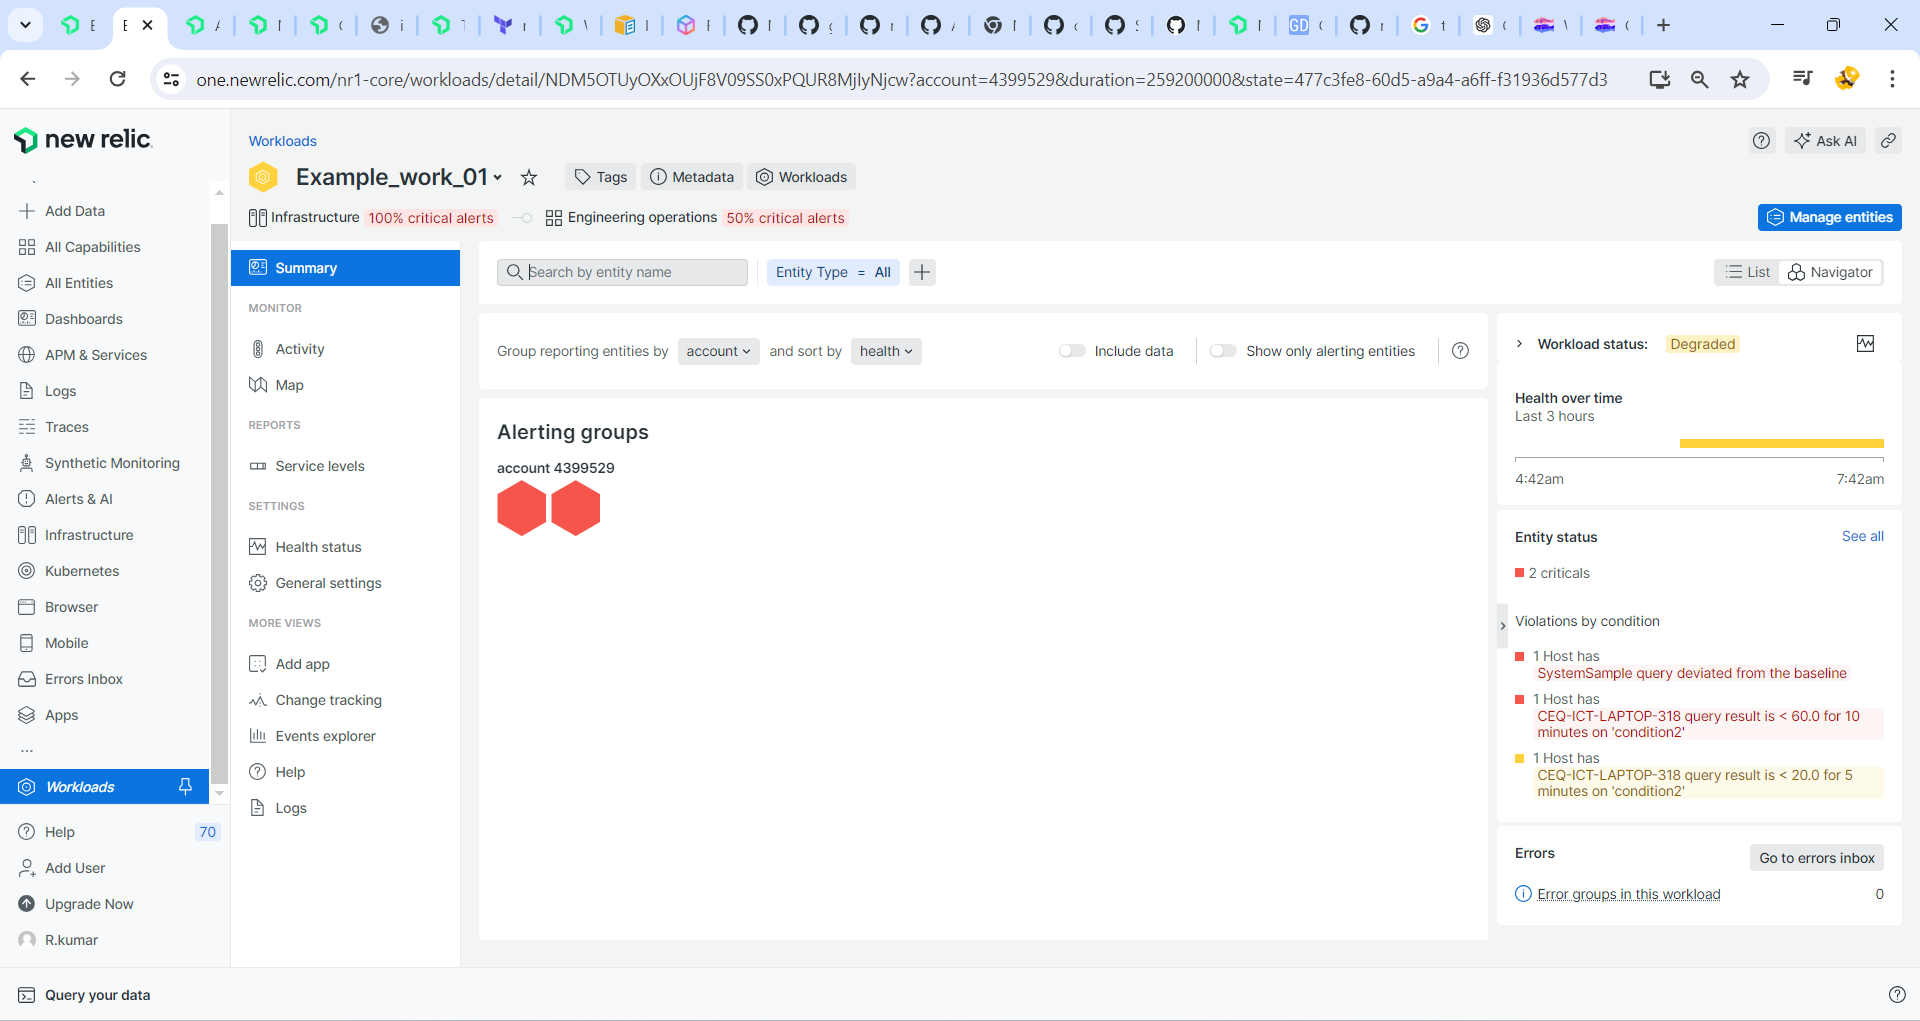 one.newrelic.com/nr1-core/workloads/detail/NDM5OTUyOXxOUjF8V09SS0xPQUR8MjIyNjcw?account=4399529&duration=259200000&state=477c3fe8-60d5-a9a4-a6ff-f31936d577d3
new relic
Add Data
All Capabilities
All Entities
Dashboards
APM & Services
Logs
Traces
Synthetic Monitoring
Alerts & AI
Infrastructure
Kubernetes
Browser
Mobile
Errors Inbox
Apps
...
Workloads
Help 70
Add User
Upgrade Now
R.kumar
Query your data
Workloads
Ask AI
Example_work_01
Tags
Metadata
Workloads
Infrastructure 100% critical alerts
Engineering operations 50% critical alerts
Manage entities
Summary
MONITOR
Activity
Map
REPORTS
Service levels
SETTINGS
Health status
General settings
MORE VIEWS
Add app
Change tracking
Events explorer
Help
Logs
Search by entity name
Entity Type = All
List
Navigator
Group reporting entities by account and sort by health
Include data
Show only alerting entities
Alerting groups
account 4399529
Workload status: Degraded
Health over time
Last 3 hours
4:42am 7:42am
Entity status See all
2 criticals
Violations by condition
1 Host has
SystemSample query deviated from the baseline
1 Host has
CEQ-ICT-LAPTOP-318 query result is < 60.0 for 10
minutes on 'condition2'
1 Host has
CEQ-ICT-LAPTOP-318 query result is < 20.0 for 5
minutes on 'condition2'
Errors
Go to errors inbox
Error groups in this workload 0